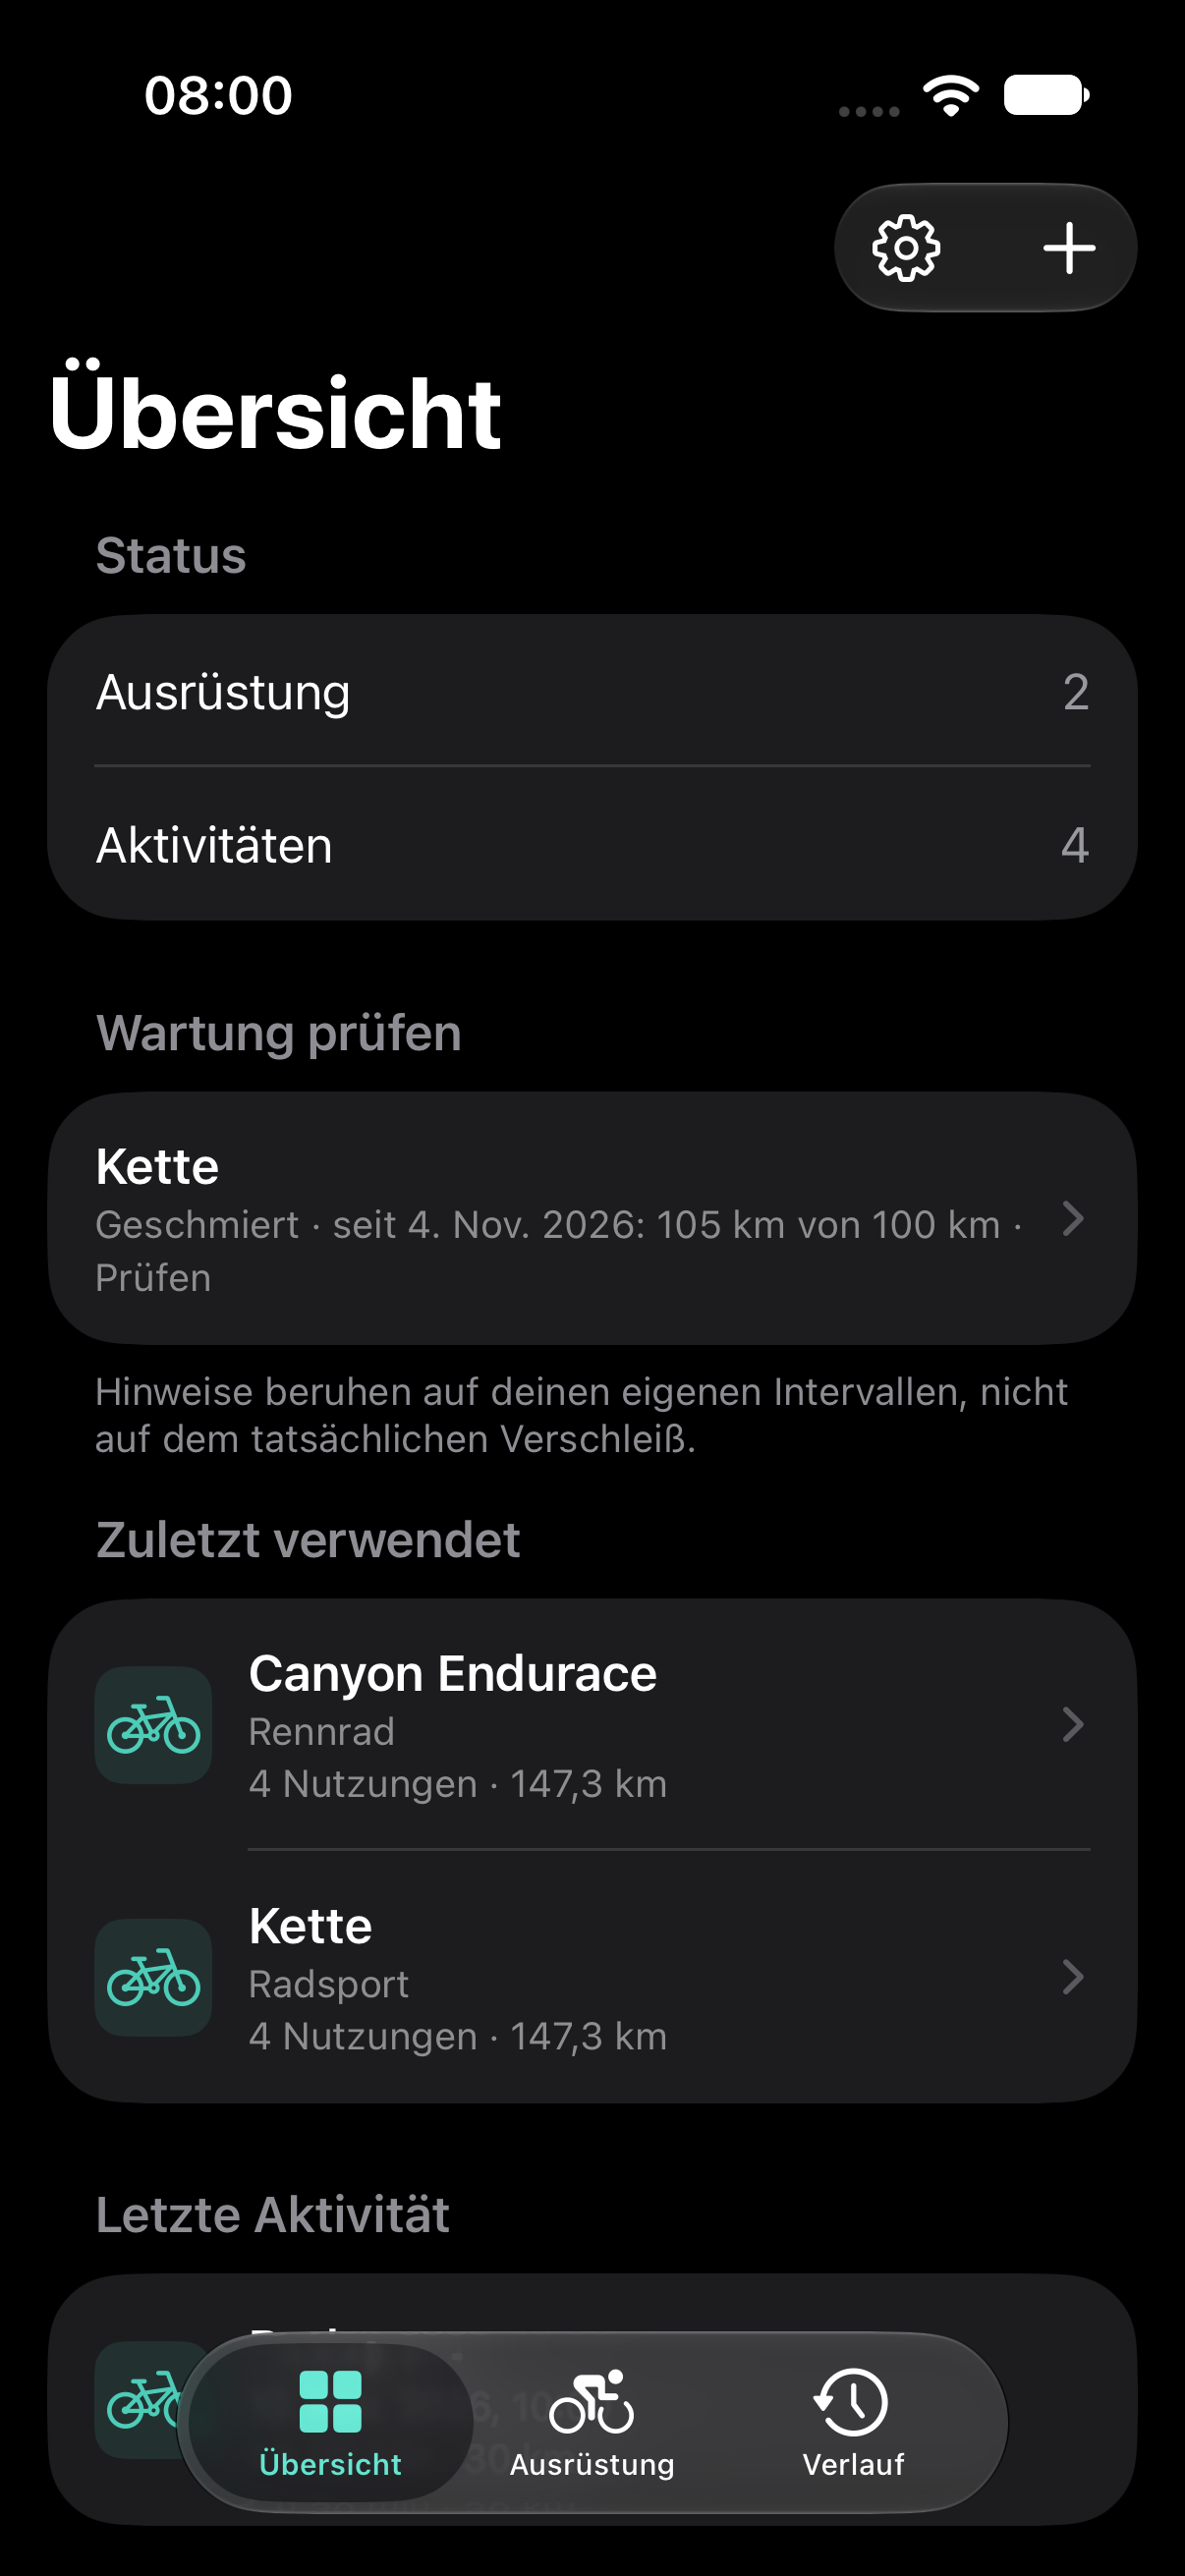 08:00
Übersicht
Status
Ausrüstung 2
Aktivitäten 4
Wartung prüfen
Kette
Geschmiert · seit 4. Nov. 2026: 105 km von 100 km ·
Prüfen
Hinweise beruhen auf deinen eigenen Intervallen, nicht
auf dem tatsächlichen Verschleiß.
Zuletzt verwendet
Canyon Endurace
Rennrad
4 Nutzungen · 147,3 km
Kette
Radsport
4 Nutzungen · 147,3 km
Letzte Aktivität
Übersicht Ausrüstung Verlauf